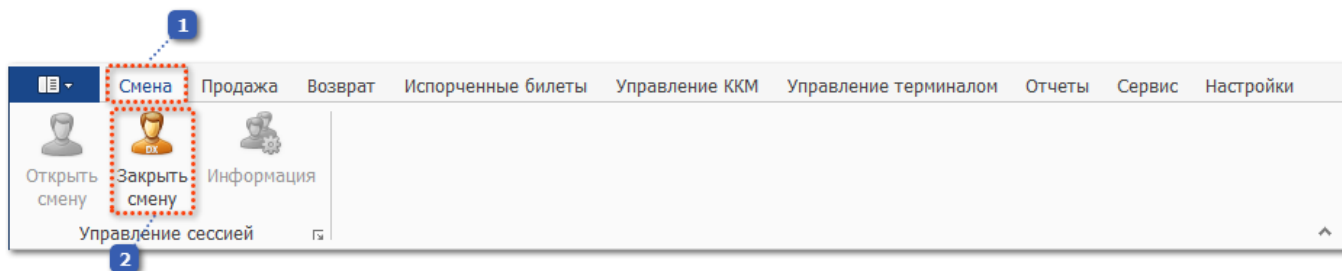 1
Смена Продажа Возврат Испорченные билеты Управление ККМ Управление терминалом Отчеты Сервис Настройки
DX
Открыть Закрыть Информация
смену смену
Управление сессией
2